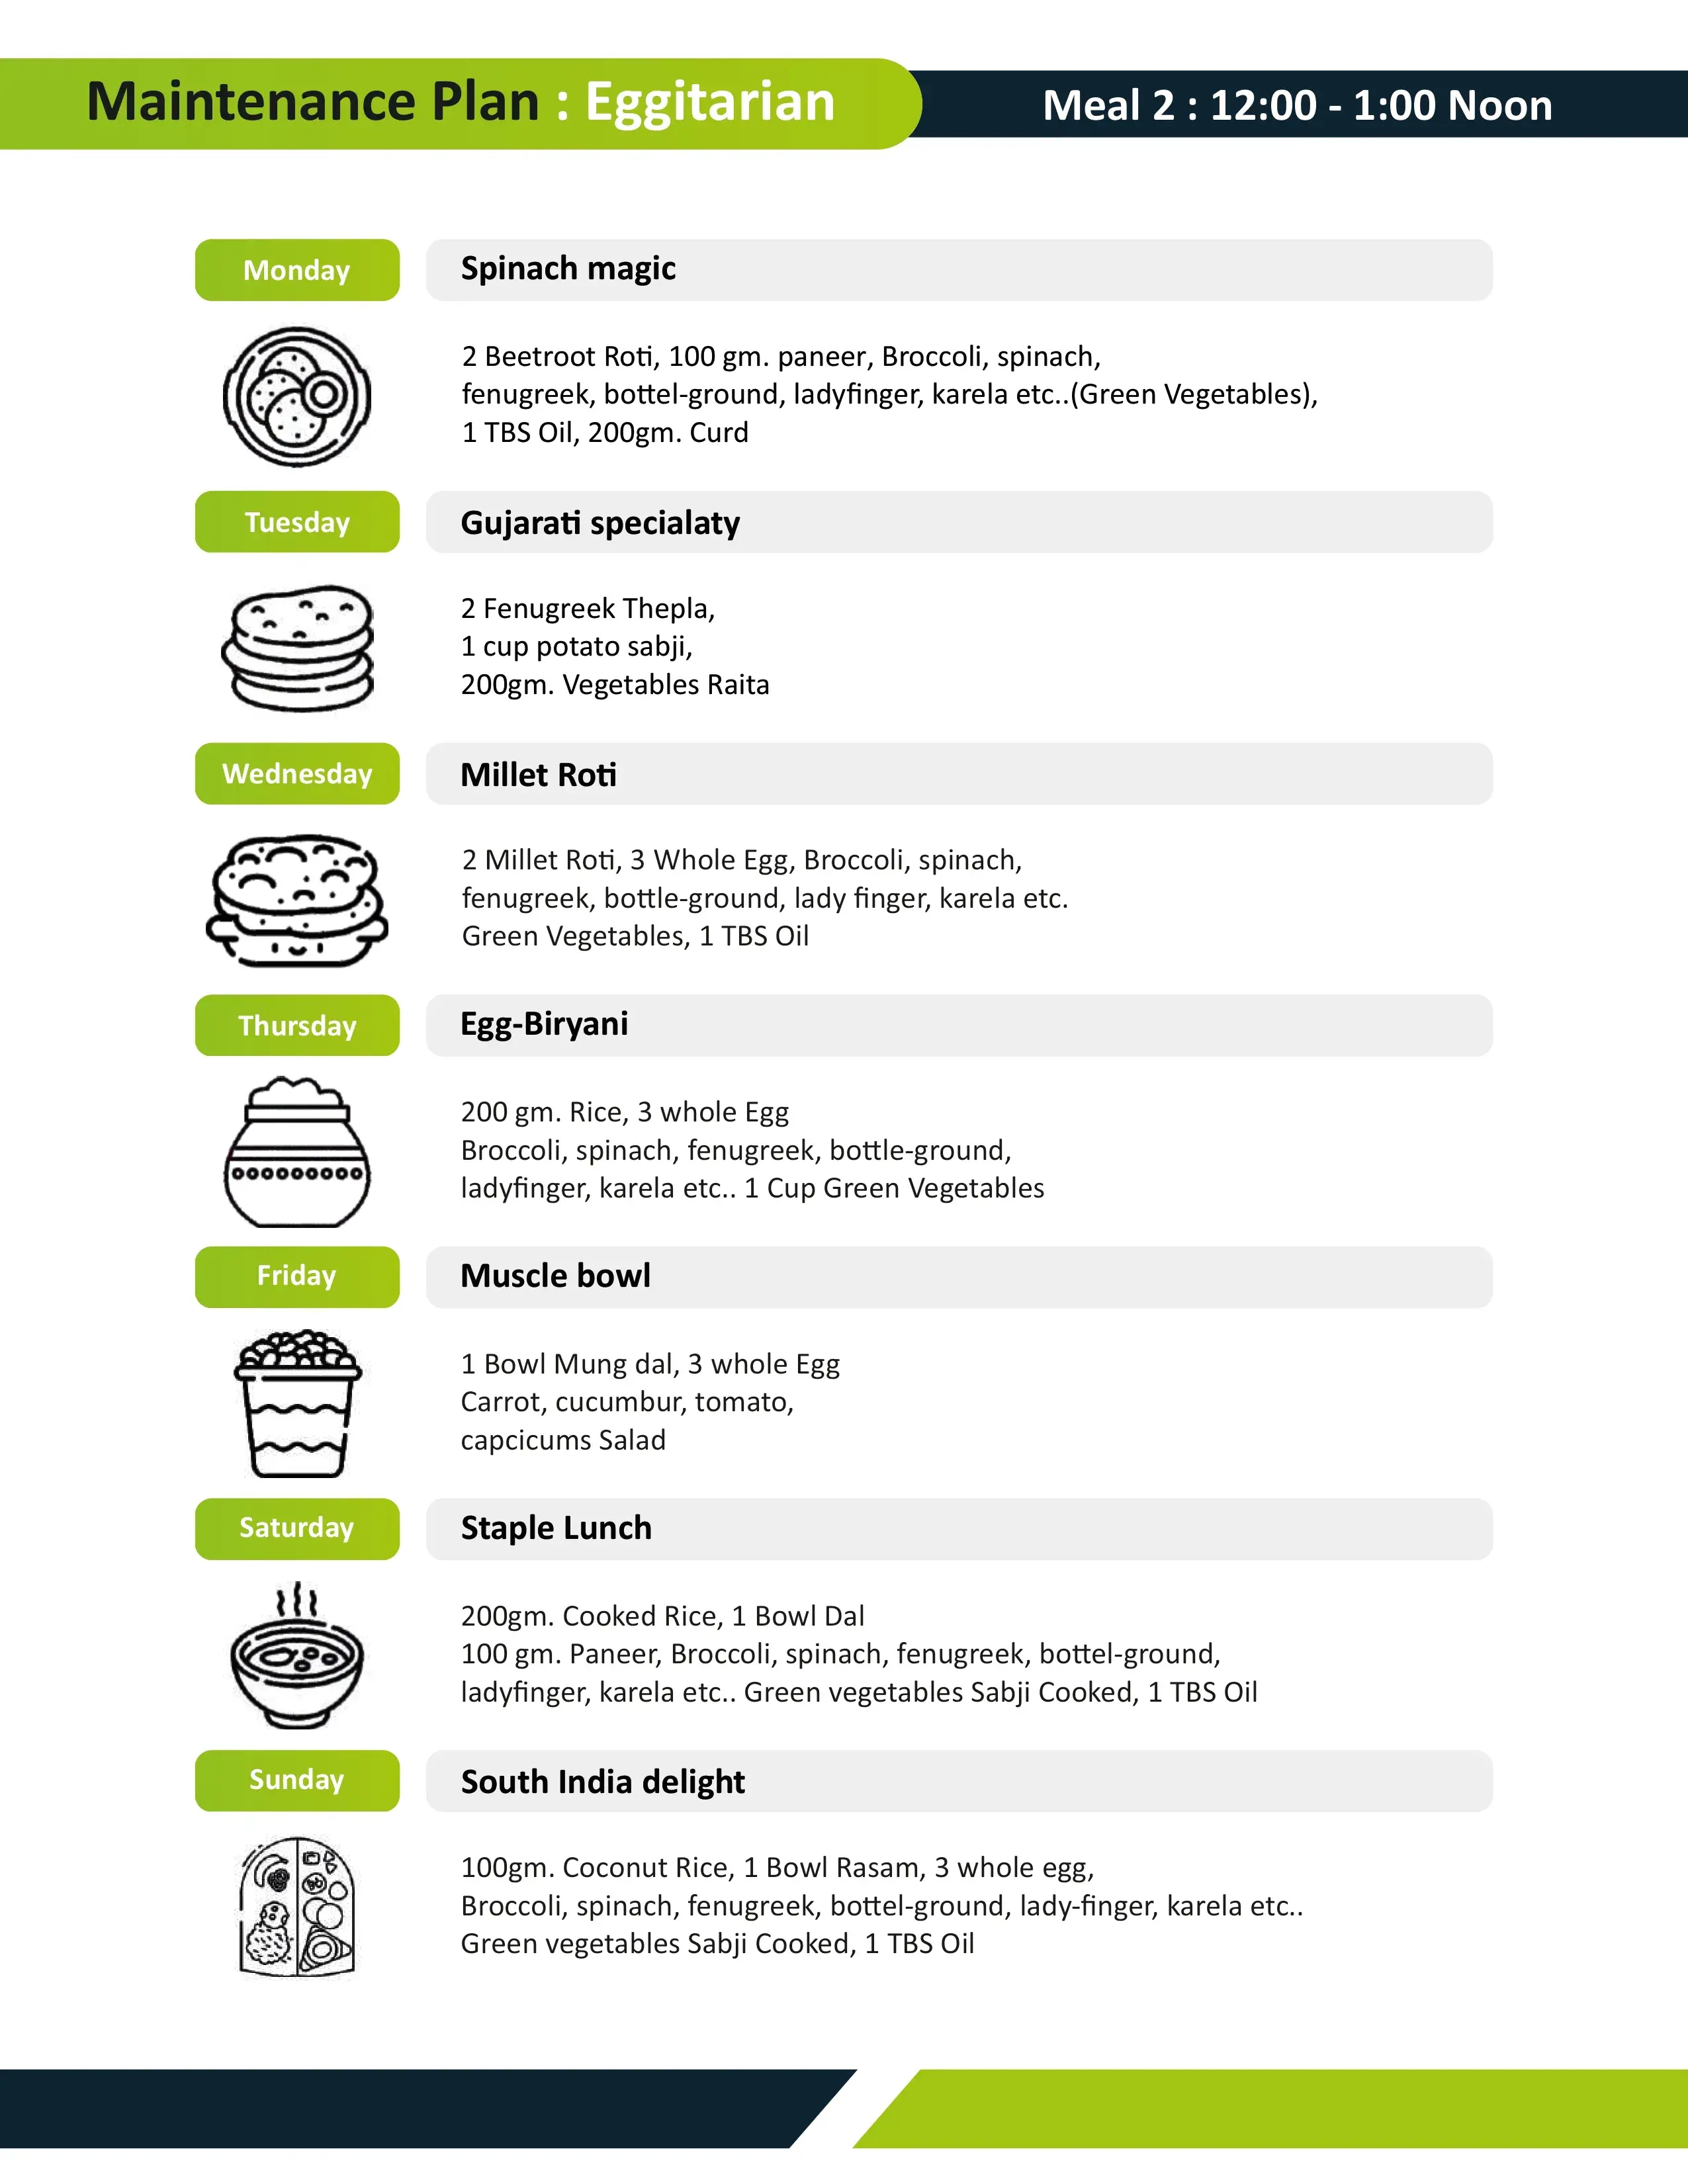 Maintenance Plan : Eggitarian
Meal 2 : 12:00 - 1:00 Noon
Monday
Spinach magic
2 Beetroot Roti, 100 gm. paneer, Broccoli, spinach,
fenugreek, bottel-ground, ladyfinger, karela etc..(Green Vegetables),
1 TBS Oil, 200gm. Curd
Tuesday
Gujarati specialaty
2 Fenugreek Thepla,
1 cup potato sabji,
200gm. Vegetables Raita
Wednesday
Millet Roti
2 Millet Roti, 3 Whole Egg, Broccoli, spinach,
fenugreek, bottle-ground, lady finger, karela etc.
Green Vegetables, 1 TBS Oil
Thursday
Egg-Biryani
200 gm. Rice, 3 whole Egg
Broccoli, spinach, fenugreek, bottle-ground,
ladyfinger, karela etc.. 1 Cup Green Vegetables
Friday
Muscle bowl
1 Bowl Mung dal, 3 whole Egg
Carrot, cucumbur, tomato,
capcicums Salad
Saturday
Staple Lunch
200gm. Cooked Rice, 1 Bowl Dal
100 gm. Paneer, Broccoli, spinach, fenugreek, bottel-ground,
ladyfinger, karela etc.. Green vegetables Sabji Cooked, 1 TBS Oil
Sunday
South India delight
100gm. Coconut Rice, 1 Bowl Rasam, 3 whole egg,
Broccoli, spinach, fenugreek, bottel-ground, lady-finger, karela etc..
Green vegetables Sabji Cooked, 1 TBS Oil